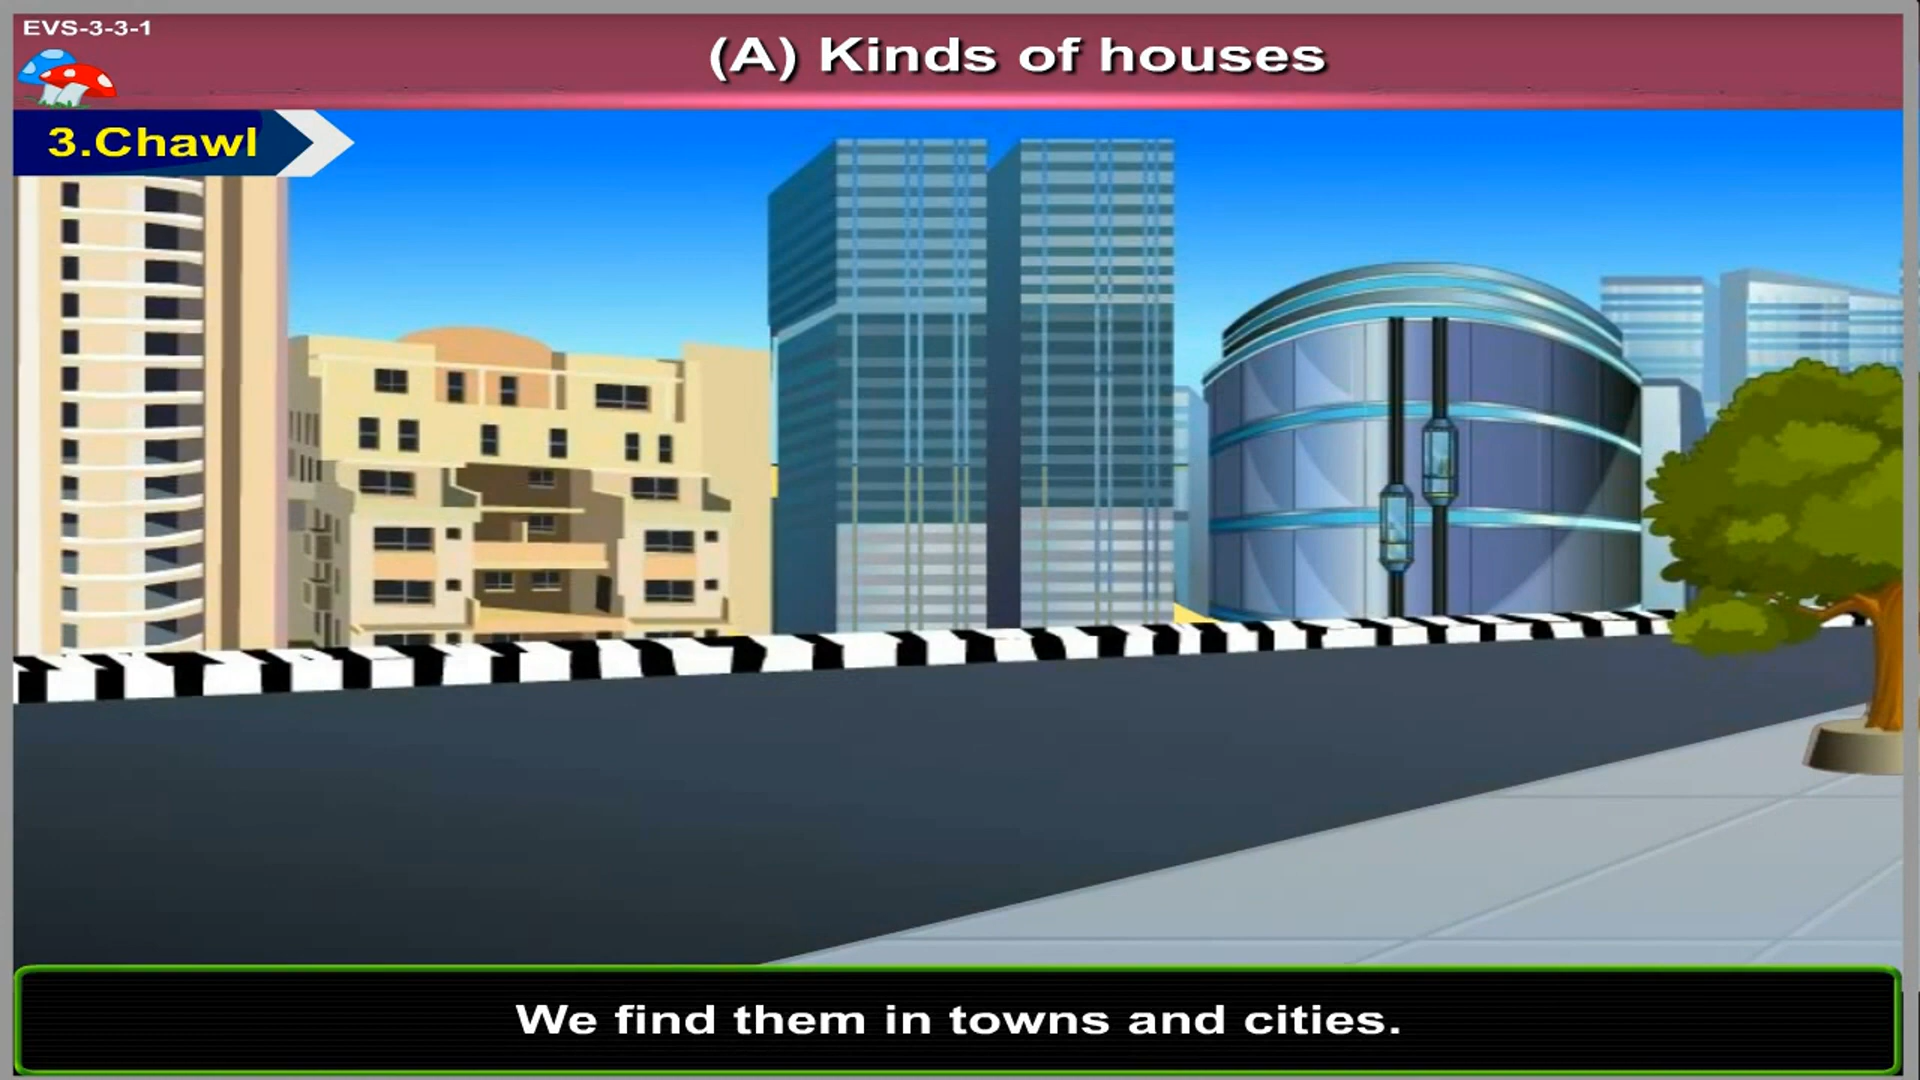 EVS-3-3-1
(A) Kinds of houses
3.Chawl
We find them in towns and cities.